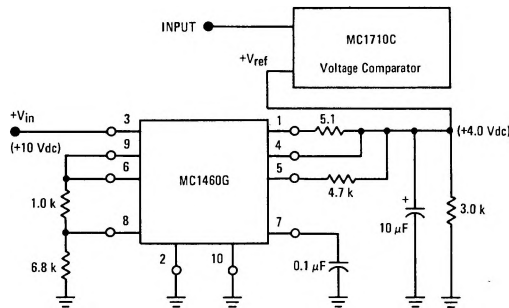 INPUT
MC1710C
Voltage Comparator
+Vref
+Vin
(+10 Vdc)
3
9
6
8
MC1460G
1
4
5
7
2
10
5.1
(+4.0 Vdc)
4.7 k
1.0 k
6.8 k
+
10 μF
3.0 k
0.1 μF